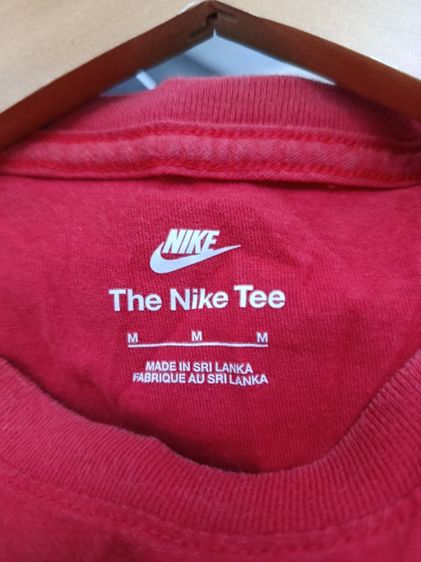 NIKE
The Nike Tee
M M M
MADE IN SRI LANKA
FABRIQUE AU SRI LANKA